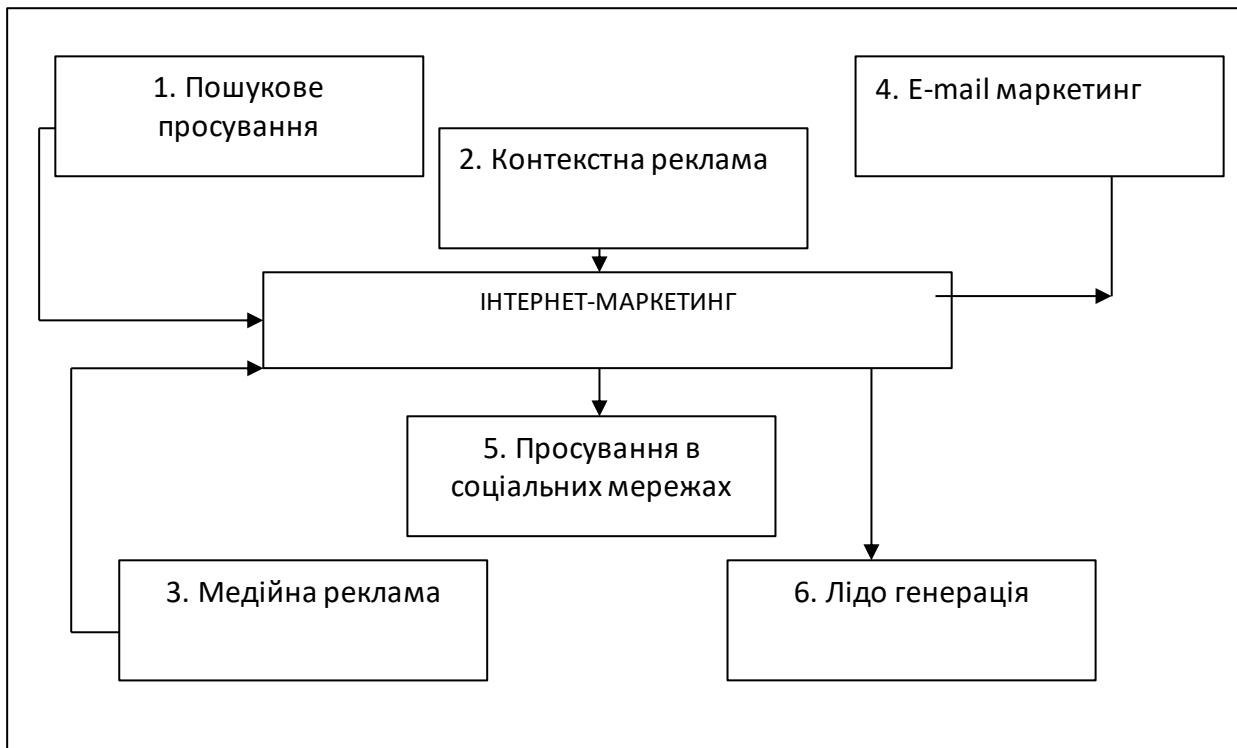 1. Пошукове
просування
4. E-mail маркетинг
2. Контекстна реклама
ІНТЕРНЕТ-МАРКЕТИНГ
5. Просування в
соціальних мережах
3. Медійна реклама
6. Лідо генерація